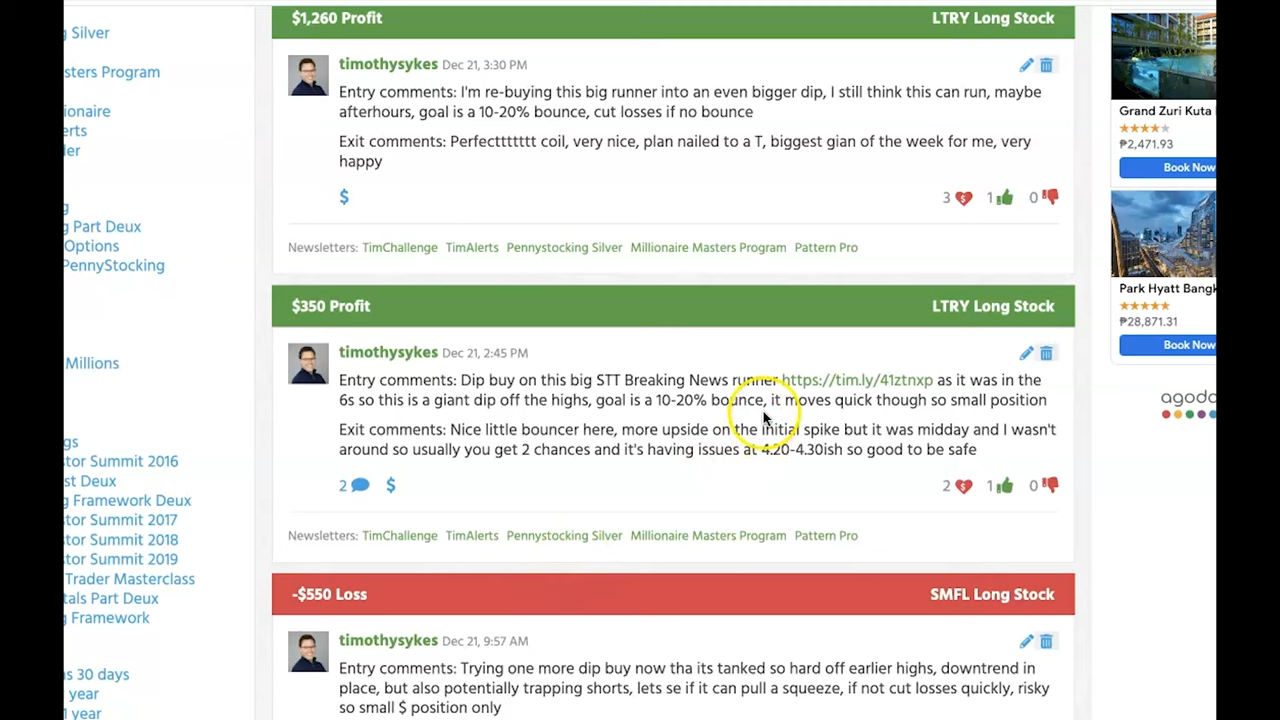 g Silver
sters Program
ionaire
erts
der
g
g Part Deux
Options
PennyStocking
Millions
gs
stor Summit 2016
st Deux
g Framework Deux
stor Summit 2017
stor Summit 2018
stor Summit 2019
Trader Masterclass
tals Part Deux
g Framework
s 30 days
year
1 year
$1,260 Profit LTRY Long Stock
timothysykes Dec 21, 3:30 PM
Entry comments: I'm re-buying this big runner into an even bigger dip, I still think this can run, maybe
afterhours, goal is a 10-20% bounce, cut losses if no bounce
Exit comments: Perfectttttt coil, very nice, plan nailed to a T, biggest gian of the week for me, very
happy
$ 3 1 0
Newsletters: TimChallenge TimAlerts Pennystocking Silver Millionaire Masters Program Pattern Pro
$350 Profit LTRY Long Stock
timothysykes Dec 21, 2:45 PM
Entry comments: Dip buy on this big STT Breaking News runner https://tim.ly/41ztnxp as it was in the
6s so this is a giant dip off the highs, goal is a 10-20% bounce, it moves quick though so small position
Exit comments: Nice little bouncer here, more upside on the initial spike but it was midday and I wasn't
around so usually you get 2 chances and it's having issues at 4.20-4.30ish so good to be safe
2 $ 2 1 0
Newsletters: TimChallenge TimAlerts Pennystocking Silver Millionaire Masters Program Pattern Pro
-$550 Loss SMFL Long Stock
timothysykes Dec 21, 9:57 AM
Entry comments: Trying one more dip buy now tha its tanked so hard off earlier highs, downtrend in
place, but also potentially trapping shorts, lets se if it can pull a squeeze, if not cut losses quickly, risky
so small $ position only
Grand Zuri Kuta
₱2,471.93
Book Now
Park Hyatt Bangk
₱28,871.31
Book Now
agoda